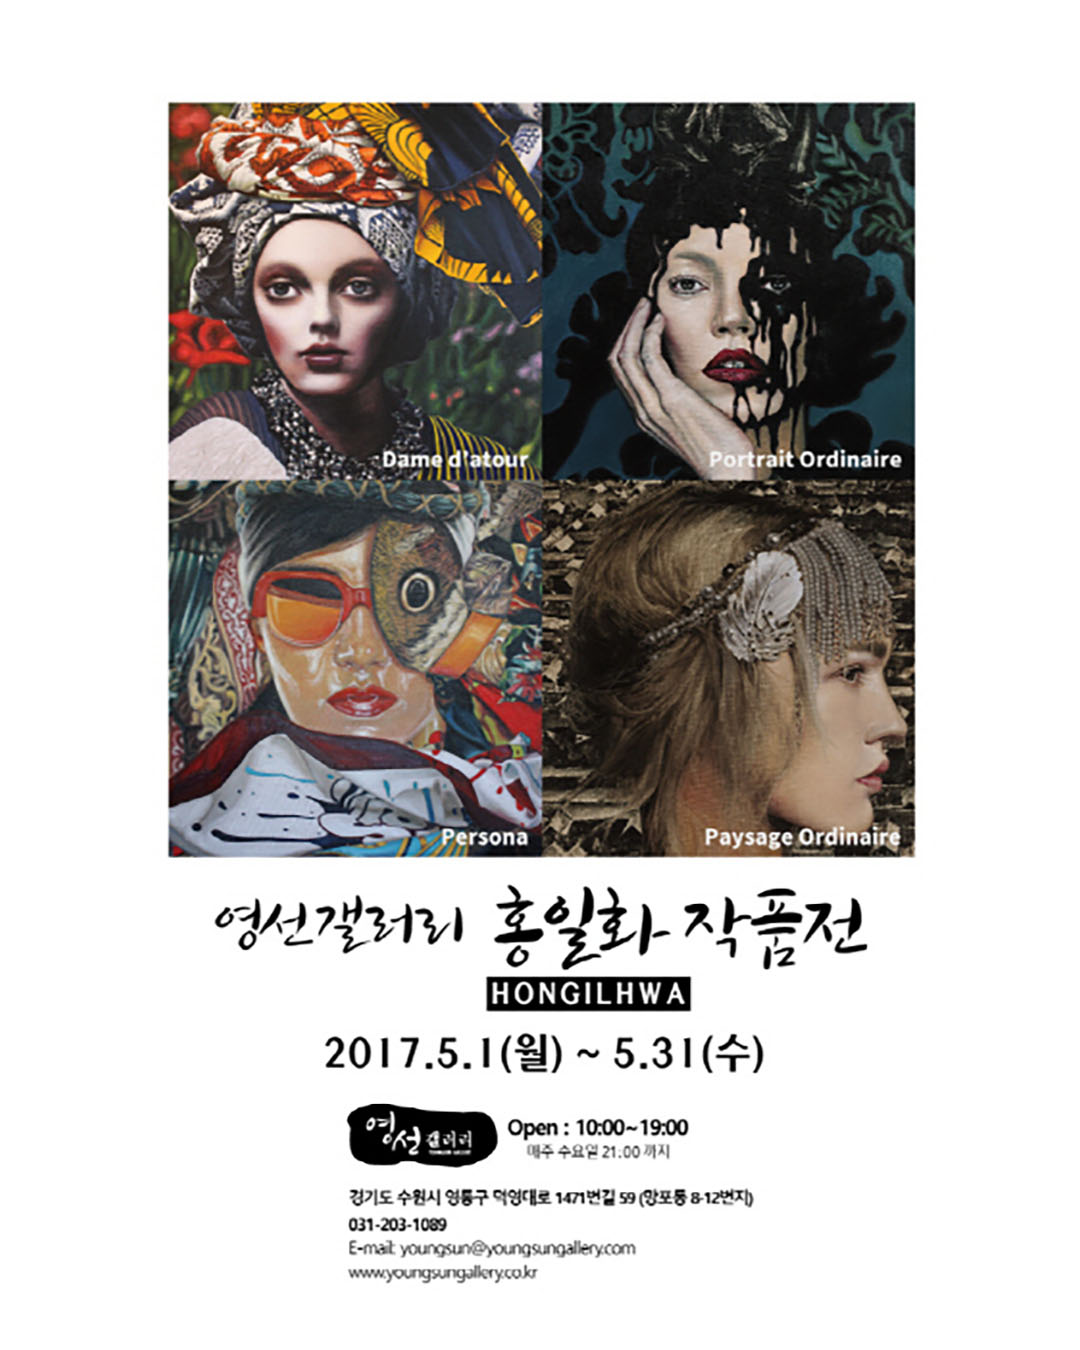 Dame d'atour
Portrait Ordinaire
Persona
Paysage Ordinaire
영선갤러리 홍일화 작품전
HONGILHWA
2017.5.1(월) ~ 5.31(수)
영선 갤러리
Open : 10:00~19:00
매주 수요일 21:00 까지
경기도 수원시 영통구 덕영대로 1471번길 59 (망포동 8-12번지)
031-203-1089
E-mail: youngsun@youngsungallery.com
www.youngsungallery.co.kr